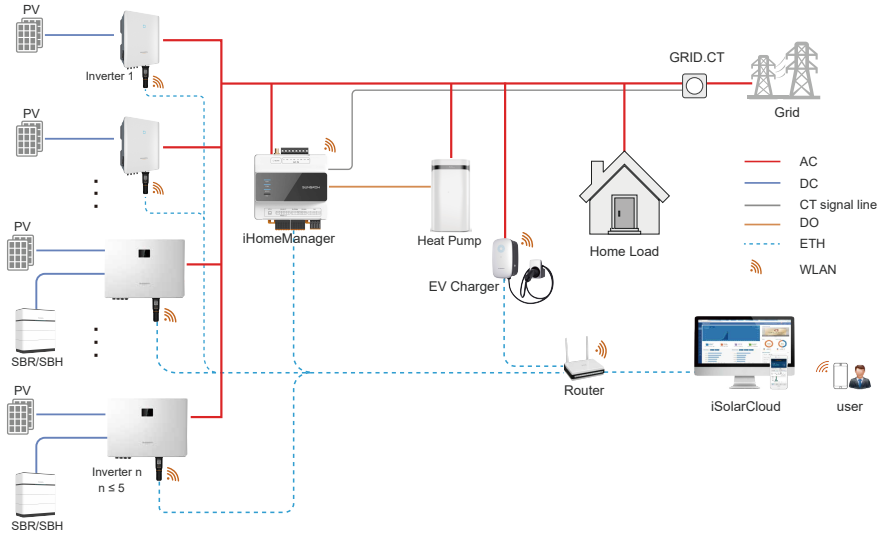 PV
Inverter 1
PV
PV
SBR/SBH
PV
Inverter n
n ≤ 5
SBR/SBH
iHomeManager
Heat Pump
EV Charger
Home Load
GRID.CT
Grid
AC
DC
CT signal line
DO
ETH
WLAN
Router
iSolarCloud
user